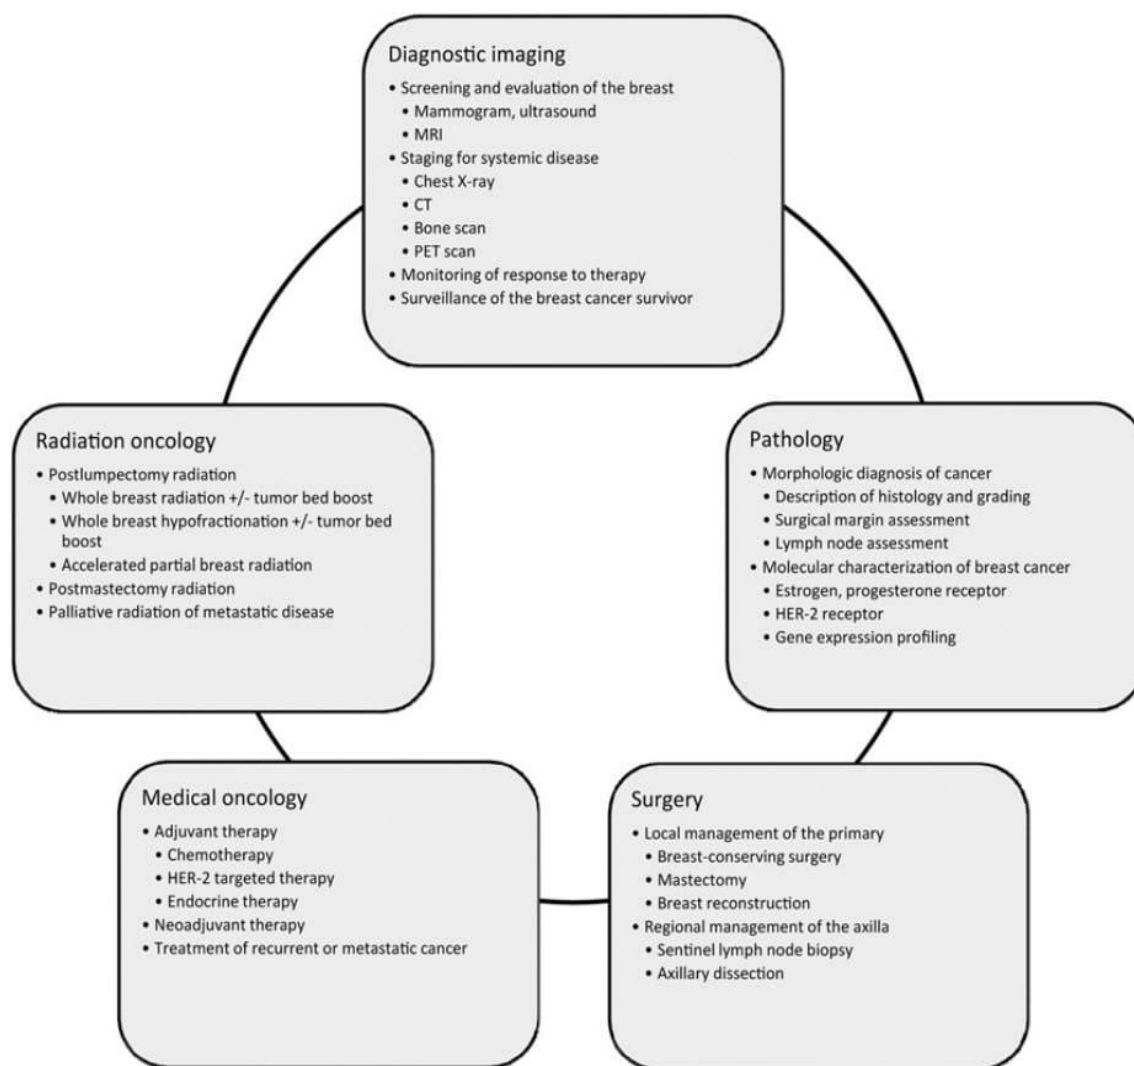 Diagnostic imaging
• Screening and evaluation of the breast
• Mammogram, ultrasound
• MRI
• Staging for systemic disease
• Chest X-ray
• CT
• Bone scan
• PET scan
• Monitoring of response to therapy
• Surveillance of the breast cancer survivor
Radiation oncology
• Postlumpectomy radiation
• Whole breast radiation +/- tumor bed boost
• Whole breast hypofractionation +/- tumor bed
boost
• Accelerated partial breast radiation
• Postmastectomy radiation
• Palliative radiation of metastatic disease
Pathology
• Morphologic diagnosis of cancer
• Description of histology and grading
• Surgical margin assessment
• Lymph node assessment
• Molecular characterization of breast cancer
• Estrogen, progesterone receptor
• HER-2 receptor
• Gene expression profiling
Medical oncology
• Adjuvant therapy
• Chemotherapy
• HER-2 targeted therapy
• Endocrine therapy
• Neoadjuvant therapy
• Treatment of recurrent or metastatic cancer
Surgery
• Local management of the primary
• Breast-conserving surgery
• Mastectomy
• Breast reconstruction
• Regional management of the axilla
• Sentinel lymph node biopsy
• Axillary dissection